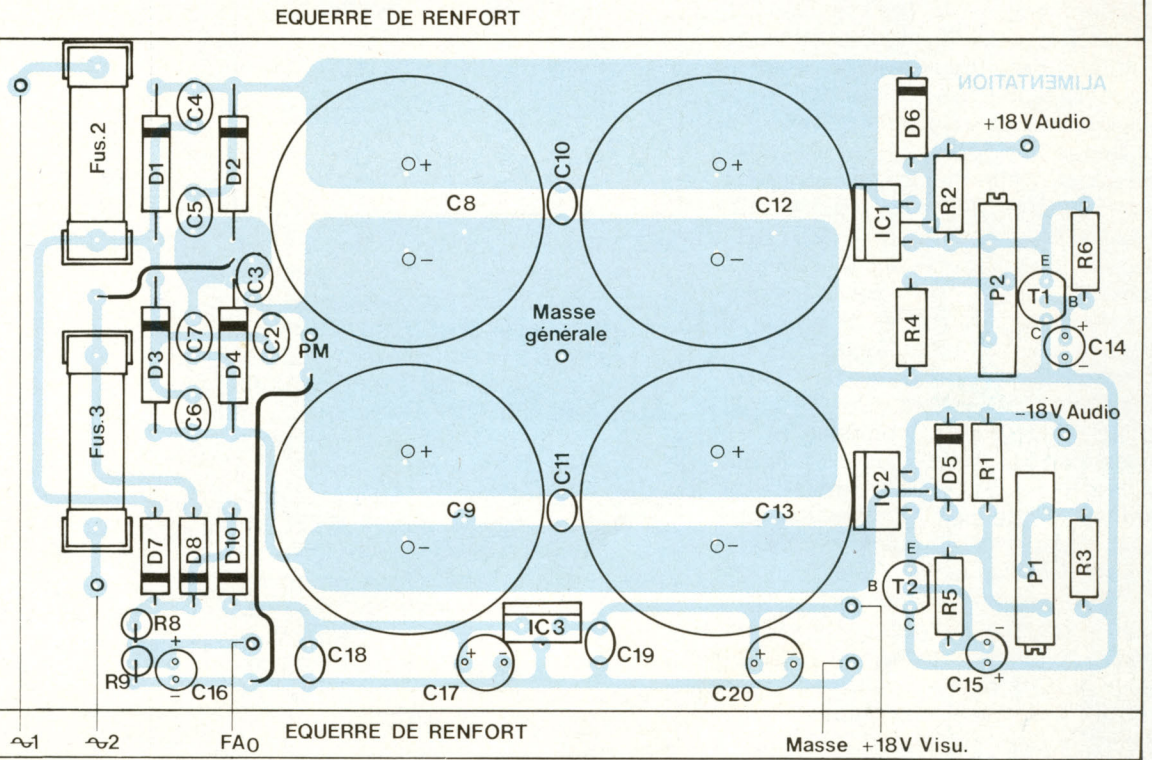 EQUERRE DE RENFORT
ALIMENTATION
Fus.2
D1
C4
D2
C5
C3
C8
+
−
C10
C12
+
−
D6
+18V Audio
R2
IC1
P2
R6
E
T1
B
C
+
C14
−
R4
Masse
générale
D3
C7
D4
C2
PM
C6
Fus.3
−18V Audio
C9
+
−
C11
C13
+
−
IC2
D5
R1
P1
R3
E
B
T2
C
R5
D7
D8
D10
R8
R9
+
C16
−
C18
+
−
C17
IC3
C19
+
−
C20
−
C15
+
EQUERRE DE RENFORT
∾1
∾2
FA0
Masse
+18V Visu.